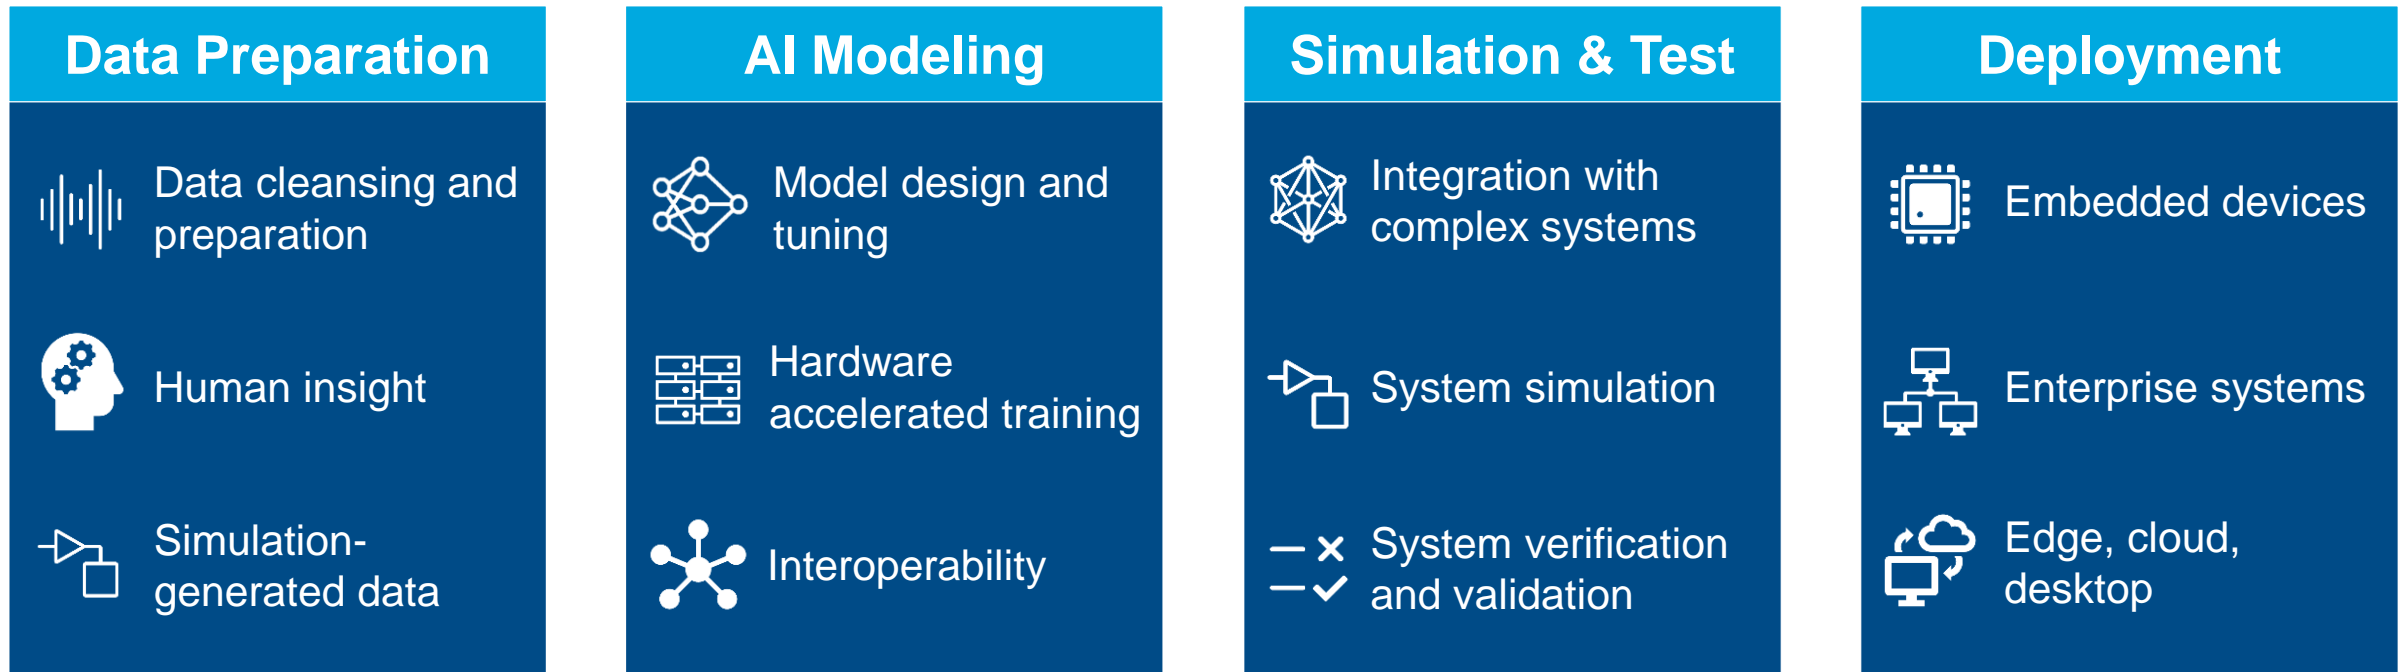 Data Preparation
Data cleansing and
preparation
Human insight
Simulation-
generated data
AI Modeling
Model design and
tuning
Hardware
accelerated training
Interoperability
Simulation & Test
Integration with
complex systems
System simulation
System verification
and validation
Deployment
Embedded devices
Enterprise systems
Edge, cloud,
desktop